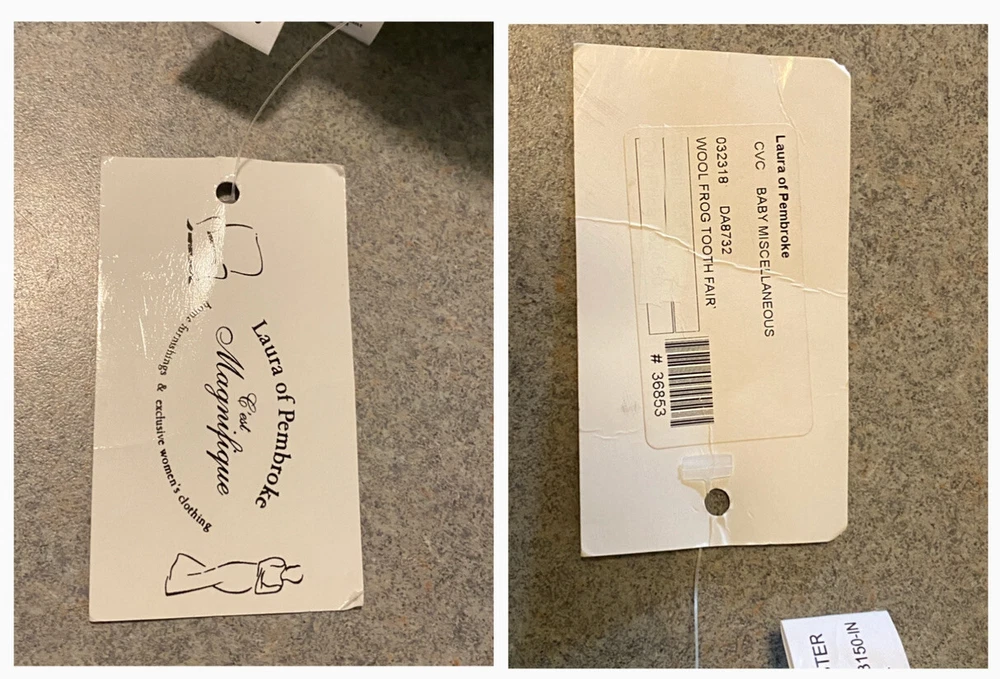 Laura of Pembroke
C'est
Magnifique
home furnishings & exclusive women's clothing
Laura of Pembroke
CVC BABY MISCELLANEOUS
032318 DA8732
WOOL FROG TOOTH FAIR'
# 36853
TER
3150-IN